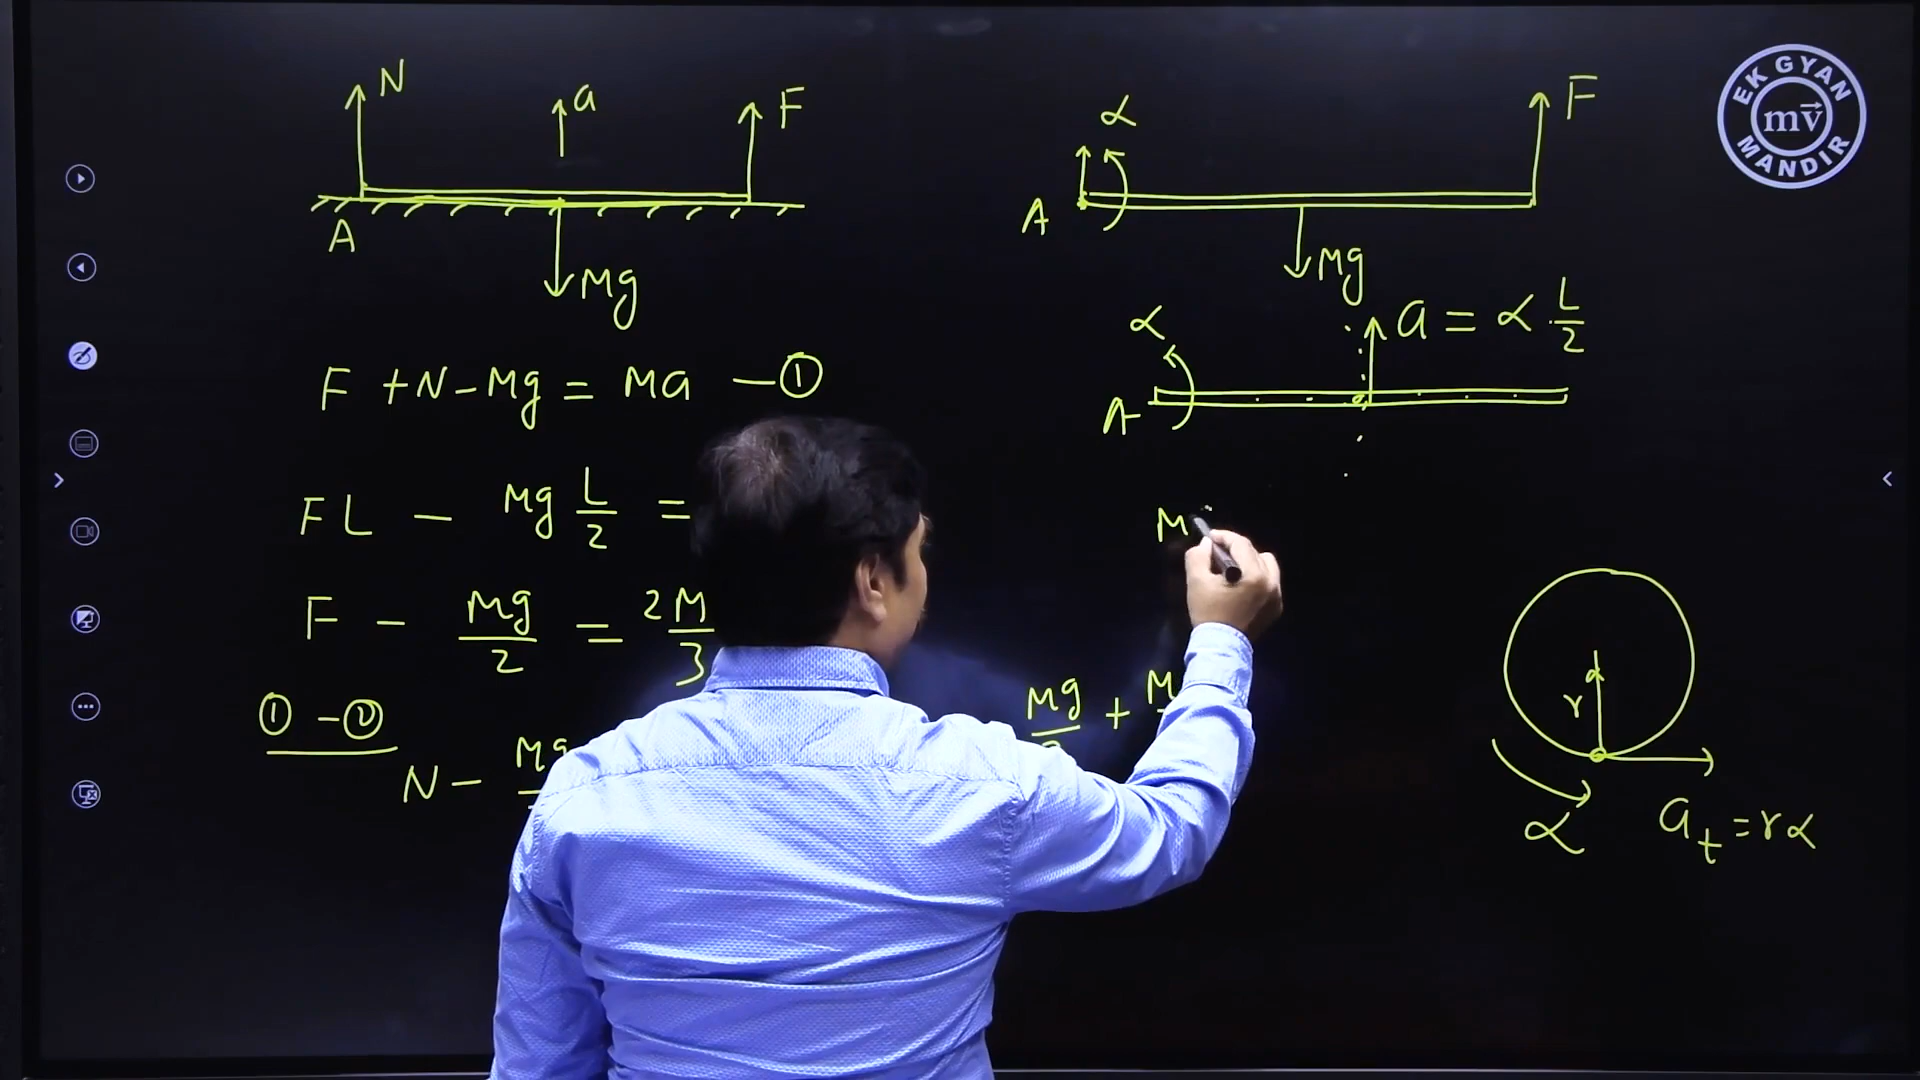 EK GYAN
mv⃗
MANDIR
N
a
F
A
Mg
F + N - Mg = Ma — ①
FL - Mg L/2 =
F - Mg/2 = 2M/3
① - ②
N - Mg
Mg/2 + M
α
F
A
Mg
α
a = α L/2
A
M
r
α
a_t = rα